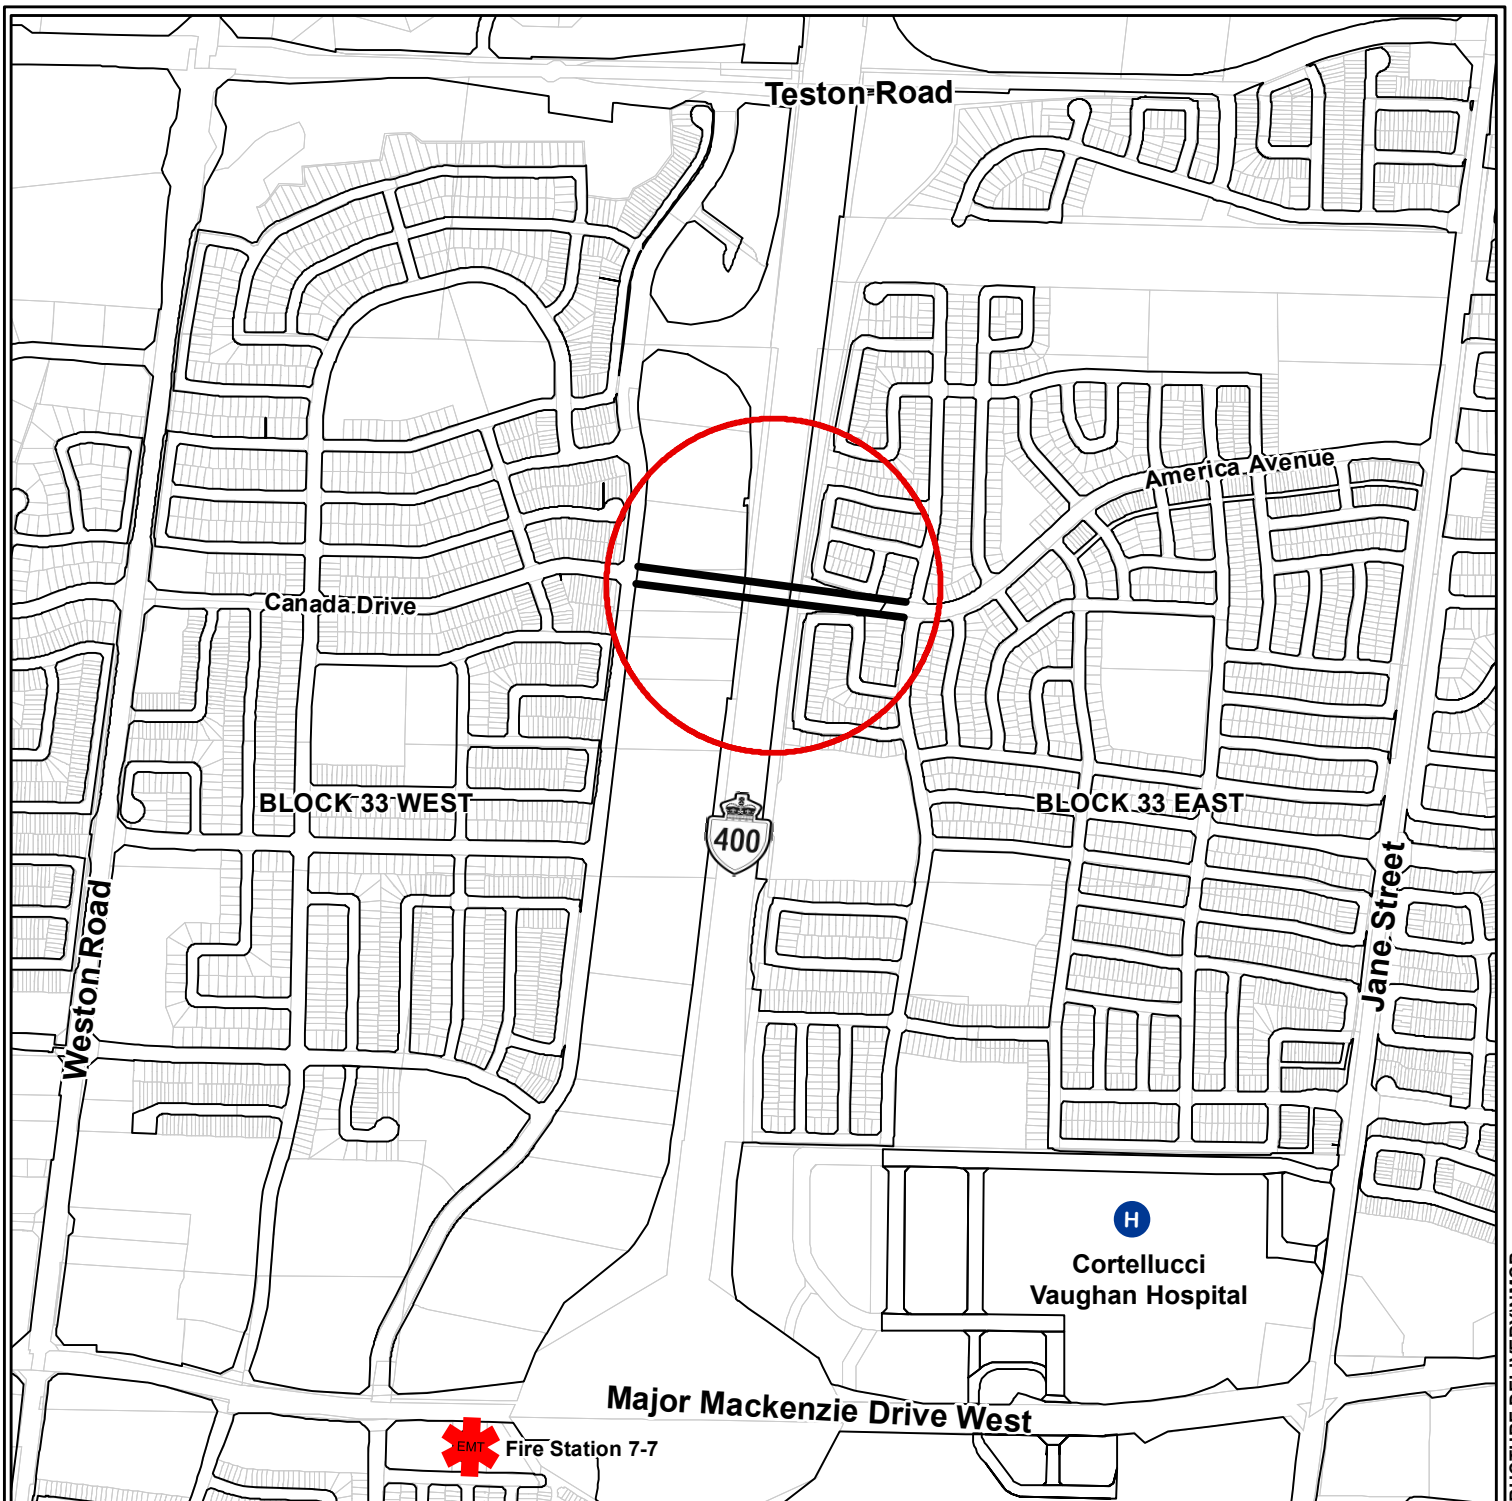 Teston Road
America Avenue
Canada Drive
BLOCK 33 WEST
BLOCK 33 EAST
400
Weston Road
Jane Street
H
Cortellucci
Vaughan Hospital
Major Mackenzie Drive West
EMT
Fire Station 7-7